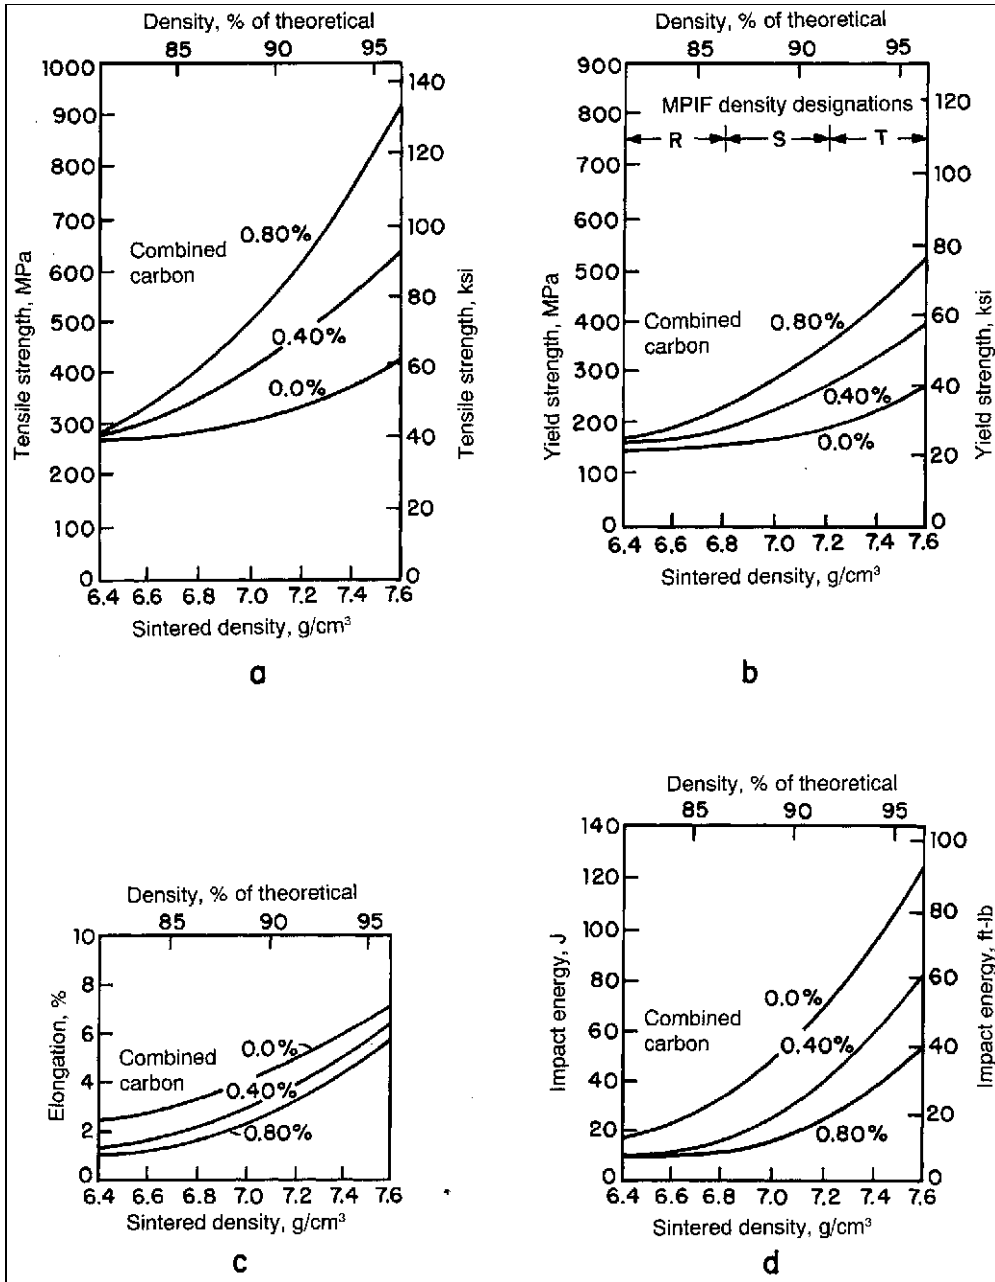 Density, % of theoretical
85 90 95
1000
900
800
700
600
500
400
300
200
100
0
Tensile strength, MPa
140
120
100
80
60
40
20
0
Tensile strength, ksi
Combined
carbon
0.80%
0.40%
0.0%
6.4 6.6 6.8 7.0 7.2 7.4 7.6
Sintered density, g/cm³
a
Density, % of theoretical
85 90 95
900
800
700
600
500
400
300
200
100
0
Yield strength, MPa
120
100
80
60
40
20
0
Yield strength, ksi
MPIF density designations
R S T
Combined
carbon
0.80%
0.40%
0.0%
6.4 6.6 6.8 7.0 7.2 7.4 7.6
Sintered density, g/cm³
b
Density, % of theoretical
85 90 95
10
8
6
4
2
0
Elongation, %
Combined
carbon
0.0%
0.40%
0.80%
6.4 6.6 6.8 7.0 7.2 7.4 7.6
Sintered density, g/cm³
c
Density, % of theoretical
85 90 95
140
120
100
80
60
40
20
0
Impact energy, J
100
80
60
40
20
0
Impact energy, ft-lb
Combined
carbon
0.0%
0.40%
0.80%
6.4 6.6 6.8 7.0 7.2 7.4 7.6
Sintered density, g/cm³
d